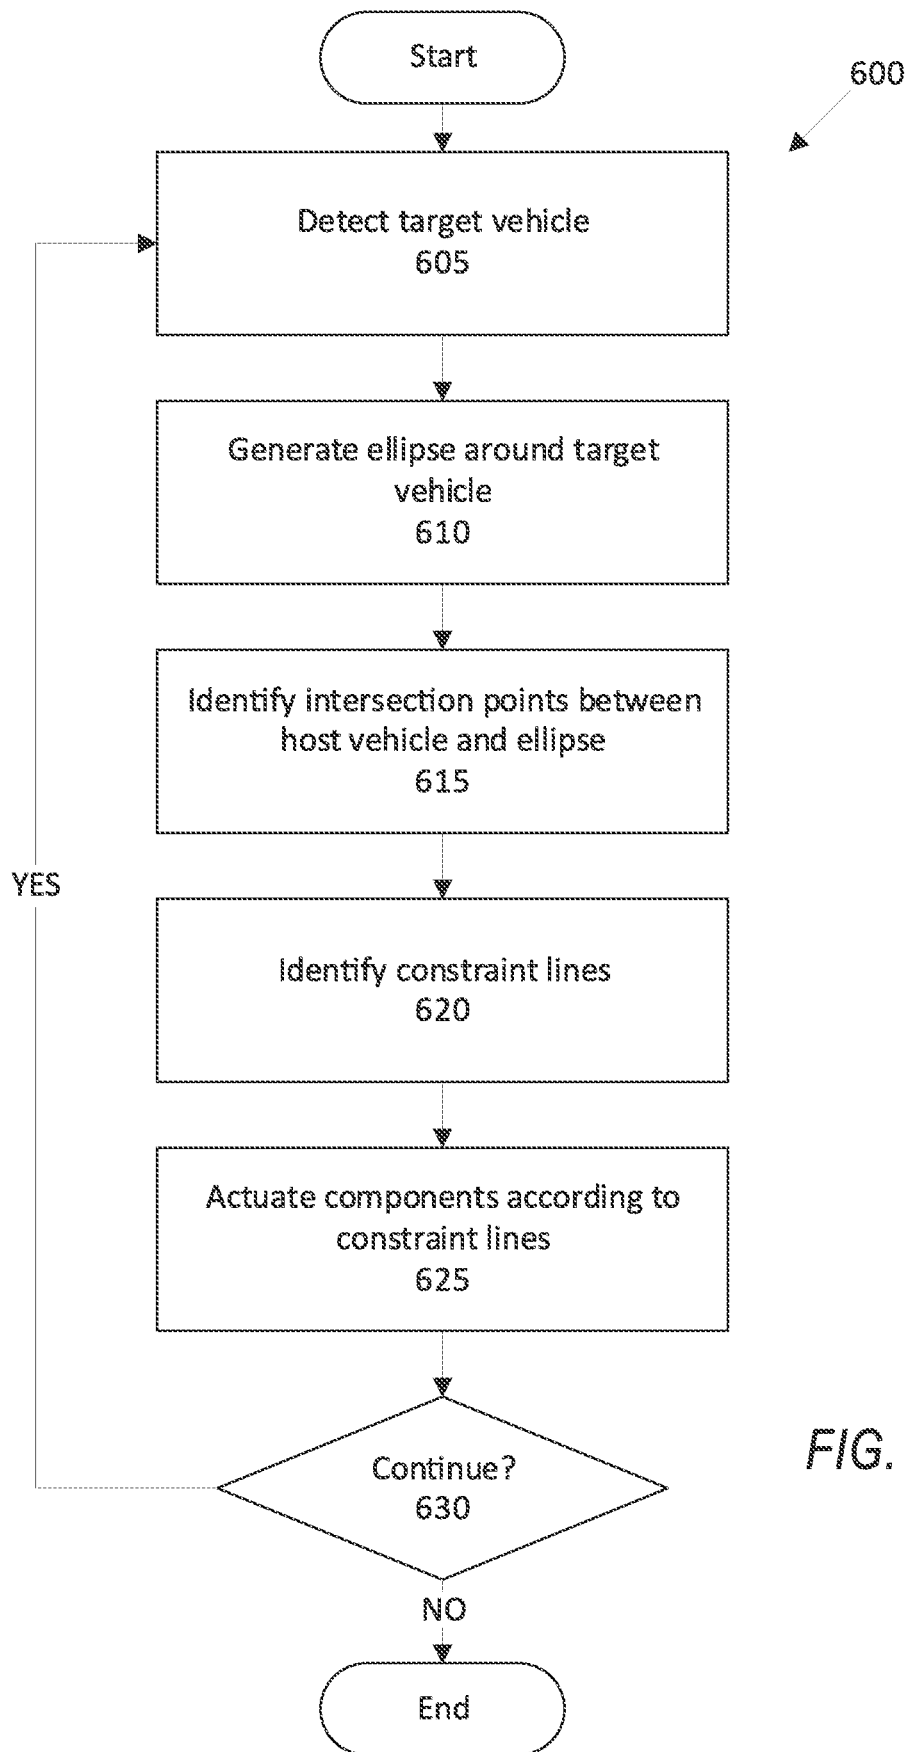 Start
600
Detect target vehicle
605
Generate ellipse around target
vehicle
610
Identify intersection points between
host vehicle and ellipse
615
Identify constraint lines
620
YES
Actuate components according to
constraint lines
625
Continue?
630
FIG.
NO
End